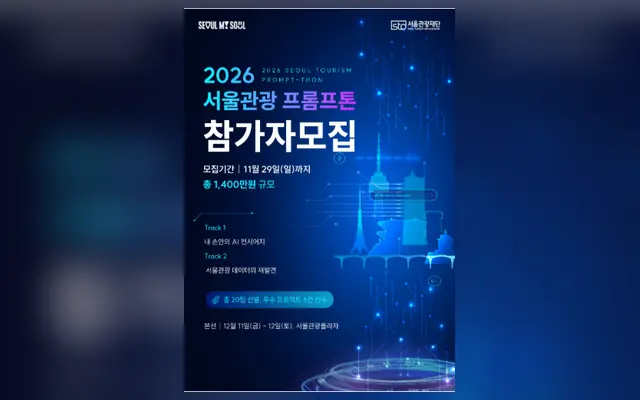 SEOUL MY SOUL
sto 서울관광재단
2026
2026 SEOUL TOURISM
PROMPT-THON
서울관광 프롬프톤
참가자모집
모집기간 | 11월 29일(일)까지
총 1,400만원 규모
Track 1
내 손안의 AI 컨시어지
Track 2
서울관광 데이터의 재발견
총 20팀 선발, 우수 프로젝트 6건 인수
본선 | 12월 11일(금) ~ 12일(토), 서울관광플라자